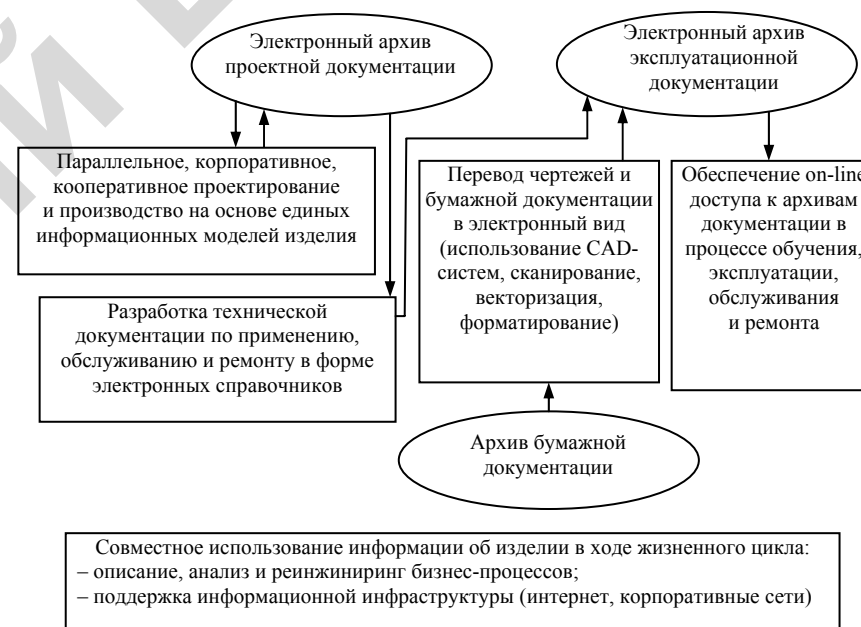 Электронный архив
проектной документации
Электронный архив
эксплуатационной
документации
Параллельное, корпоративное,
кооперативное проектирование
и производство на основе единых
информационных моделей изделия
Перевод чертежей и
бумажной документации
в электронный вид
(использование CAD-
систем, сканирование,
векторизация,
форматирование)
Обеспечение on-line
доступа к архивам
документации в
процессе обучения,
эксплуатации,
обслуживания
и ремонта
Разработка технической
документации по применению,
обслуживанию и ремонту в форме
электронных справочников
Архив бумажной
документации
Совместное использование информации об изделии в ходе жизненного цикла:
– описание, анализ и реинжиниринг бизнес-процессов;
– поддержка информационной инфраструктуры (интернет, корпоративные сети)